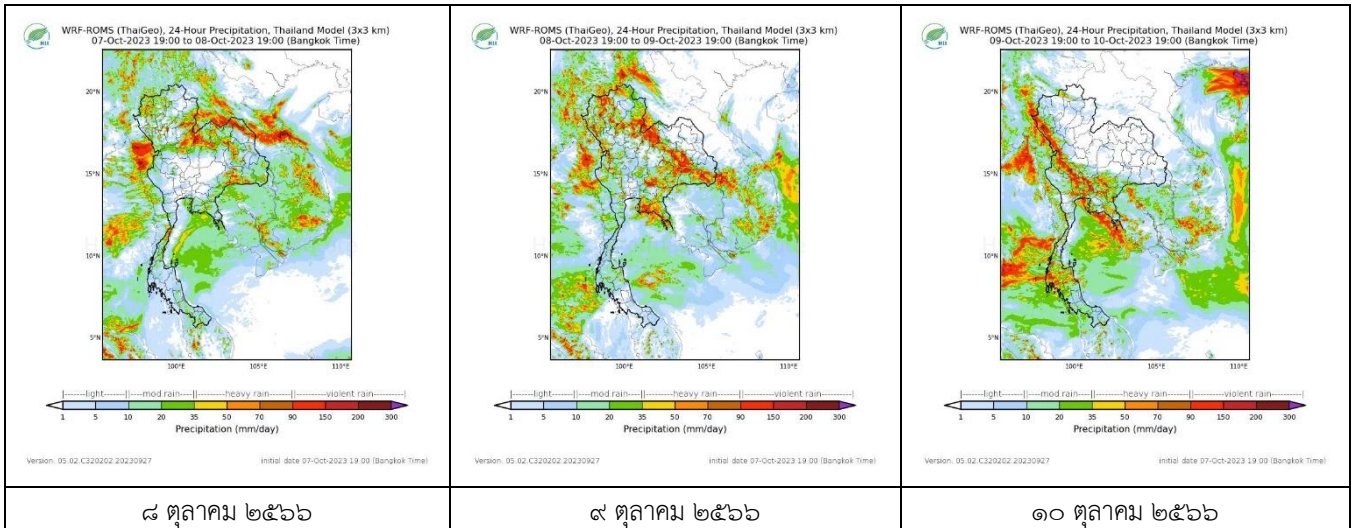 WRF-ROMS (ThaiGeo), 24-Hour Precipitation, Thailand Model (3x3 km)
07-Oct-2023 19:00 to 08-Oct-2023 19:00 (Bangkok Time)
HII
20°N
15°N
10°N
5°N
100°E 105°E 110°E
|------light------||----mod rain----||------heavy rain------||------violent rain------|
1 5 10 20 35 50 70 90 150 200 300
Precipitation (mm/day)
Version: 05.02.C320202.20230927 initial date 07-Oct-2023 19:00 (Bangkok Time)
๘ ตุลาคม ๒๕๖๖
WRF-ROMS (ThaiGeo), 24-Hour Precipitation, Thailand Model (3x3 km)
08-Oct-2023 19:00 to 09-Oct-2023 19:00 (Bangkok Time)
HII
20°N
15°N
10°N
5°N
100°E 105°E 110°E
|------light------||----mod rain----||------heavy rain------||------violent rain------|
1 5 10 20 35 50 70 90 150 200 300
Precipitation (mm/day)
Version: 05.02.C320202.20230927 initial date 07-Oct-2023 19:00 (Bangkok Time)
๙ ตุลาคม ๒๕๖๖
WRF-ROMS (ThaiGeo), 24-Hour Precipitation, Thailand Model (3x3 km)
09-Oct-2023 19:00 to 10-Oct-2023 19:00 (Bangkok Time)
HII
20°N
15°N
10°N
5°N
100°E 105°E 110°E
|------light------||----mod rain----||------heavy rain------||------violent rain------|
1 5 10 20 35 50 70 90 150 200 300
Precipitation (mm/day)
Version: 05.02.C320202.20230927 initial date 07-Oct-2023 19:00 (Bangkok Time)
๑๐ ตุลาคม ๒๕๖๖